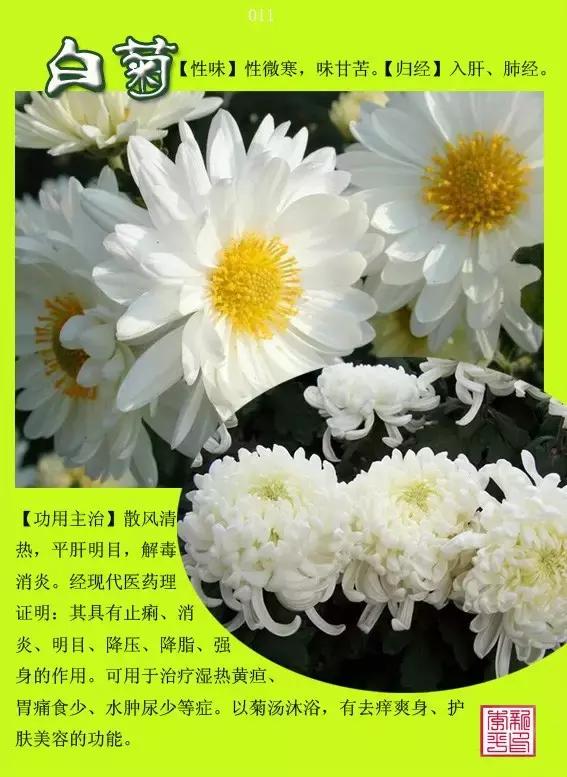 011
白菊
【性味】性微寒，味甘苦。【归经】入肝、肺经。
【功用主治】散风清
热，平肝明目，解毒
消炎。经现代医药理
证明：其具有止痢、消
炎、明目、降压、降脂、强
身的作用。可用于治疗湿热黄疸、
胃痛食少、水肿尿少等症。以菊汤沐浴，有去痒爽身、护
肤美容的功能。